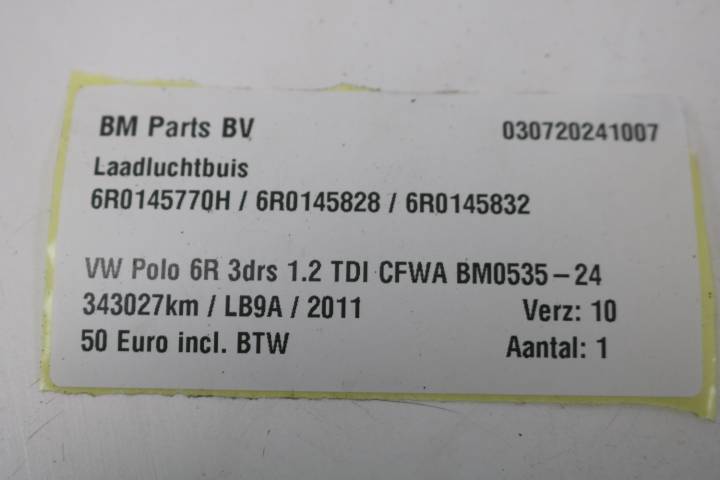 BM Parts BV 030720241007
Laadluchtbuis
6R0145770H / 6R0145828 / 6R0145832
VW Polo 6R 3drs 1.2 TDI CFWA BM0535-24
343027km / LB9A / 2011 Verz: 10
50 Euro incl. BTW Aantal: 1